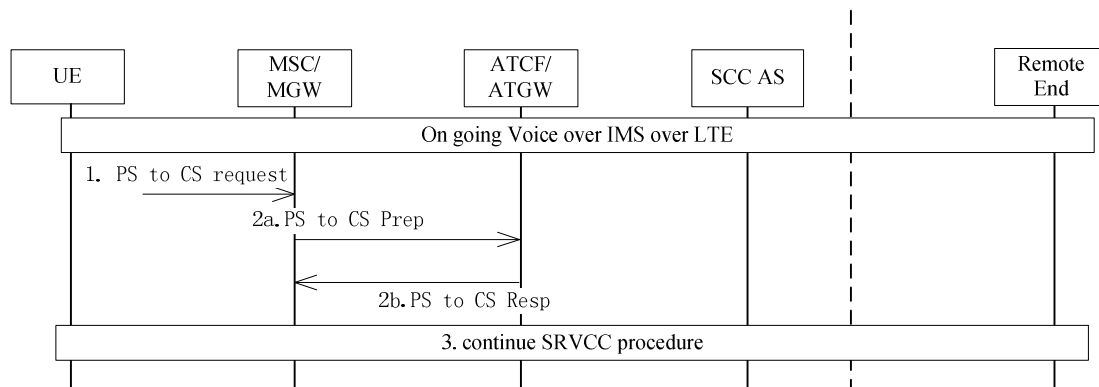 UE
MSC/
MGW
ATCF/
ATGW
SCC AS
Remote
End
On going Voice over IMS over LTE
1. PS to CS request
2a.PS to CS Prep
2b.PS to CS Resp
3. continue SRVCC procedure